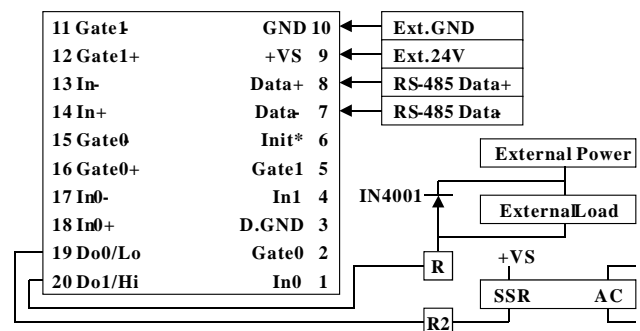 11 Gate1- GND 10 Ext.GND
12 Gate1+ +VS 9 Ext.24V
13 In- Data+ 8 RS-485 Data+
14 In+ Data- 7 RS-485 Data-
15 Gate0- Init* 6
16 Gate0+ Gate1 5
17 In0- In1 4
18 In0+ D.GND 3
19 Do0/Lo Gate0 2
20 Do1/Hi In0 1
External Power
IN4001
External Load
R
+VS
SSR AC
R2